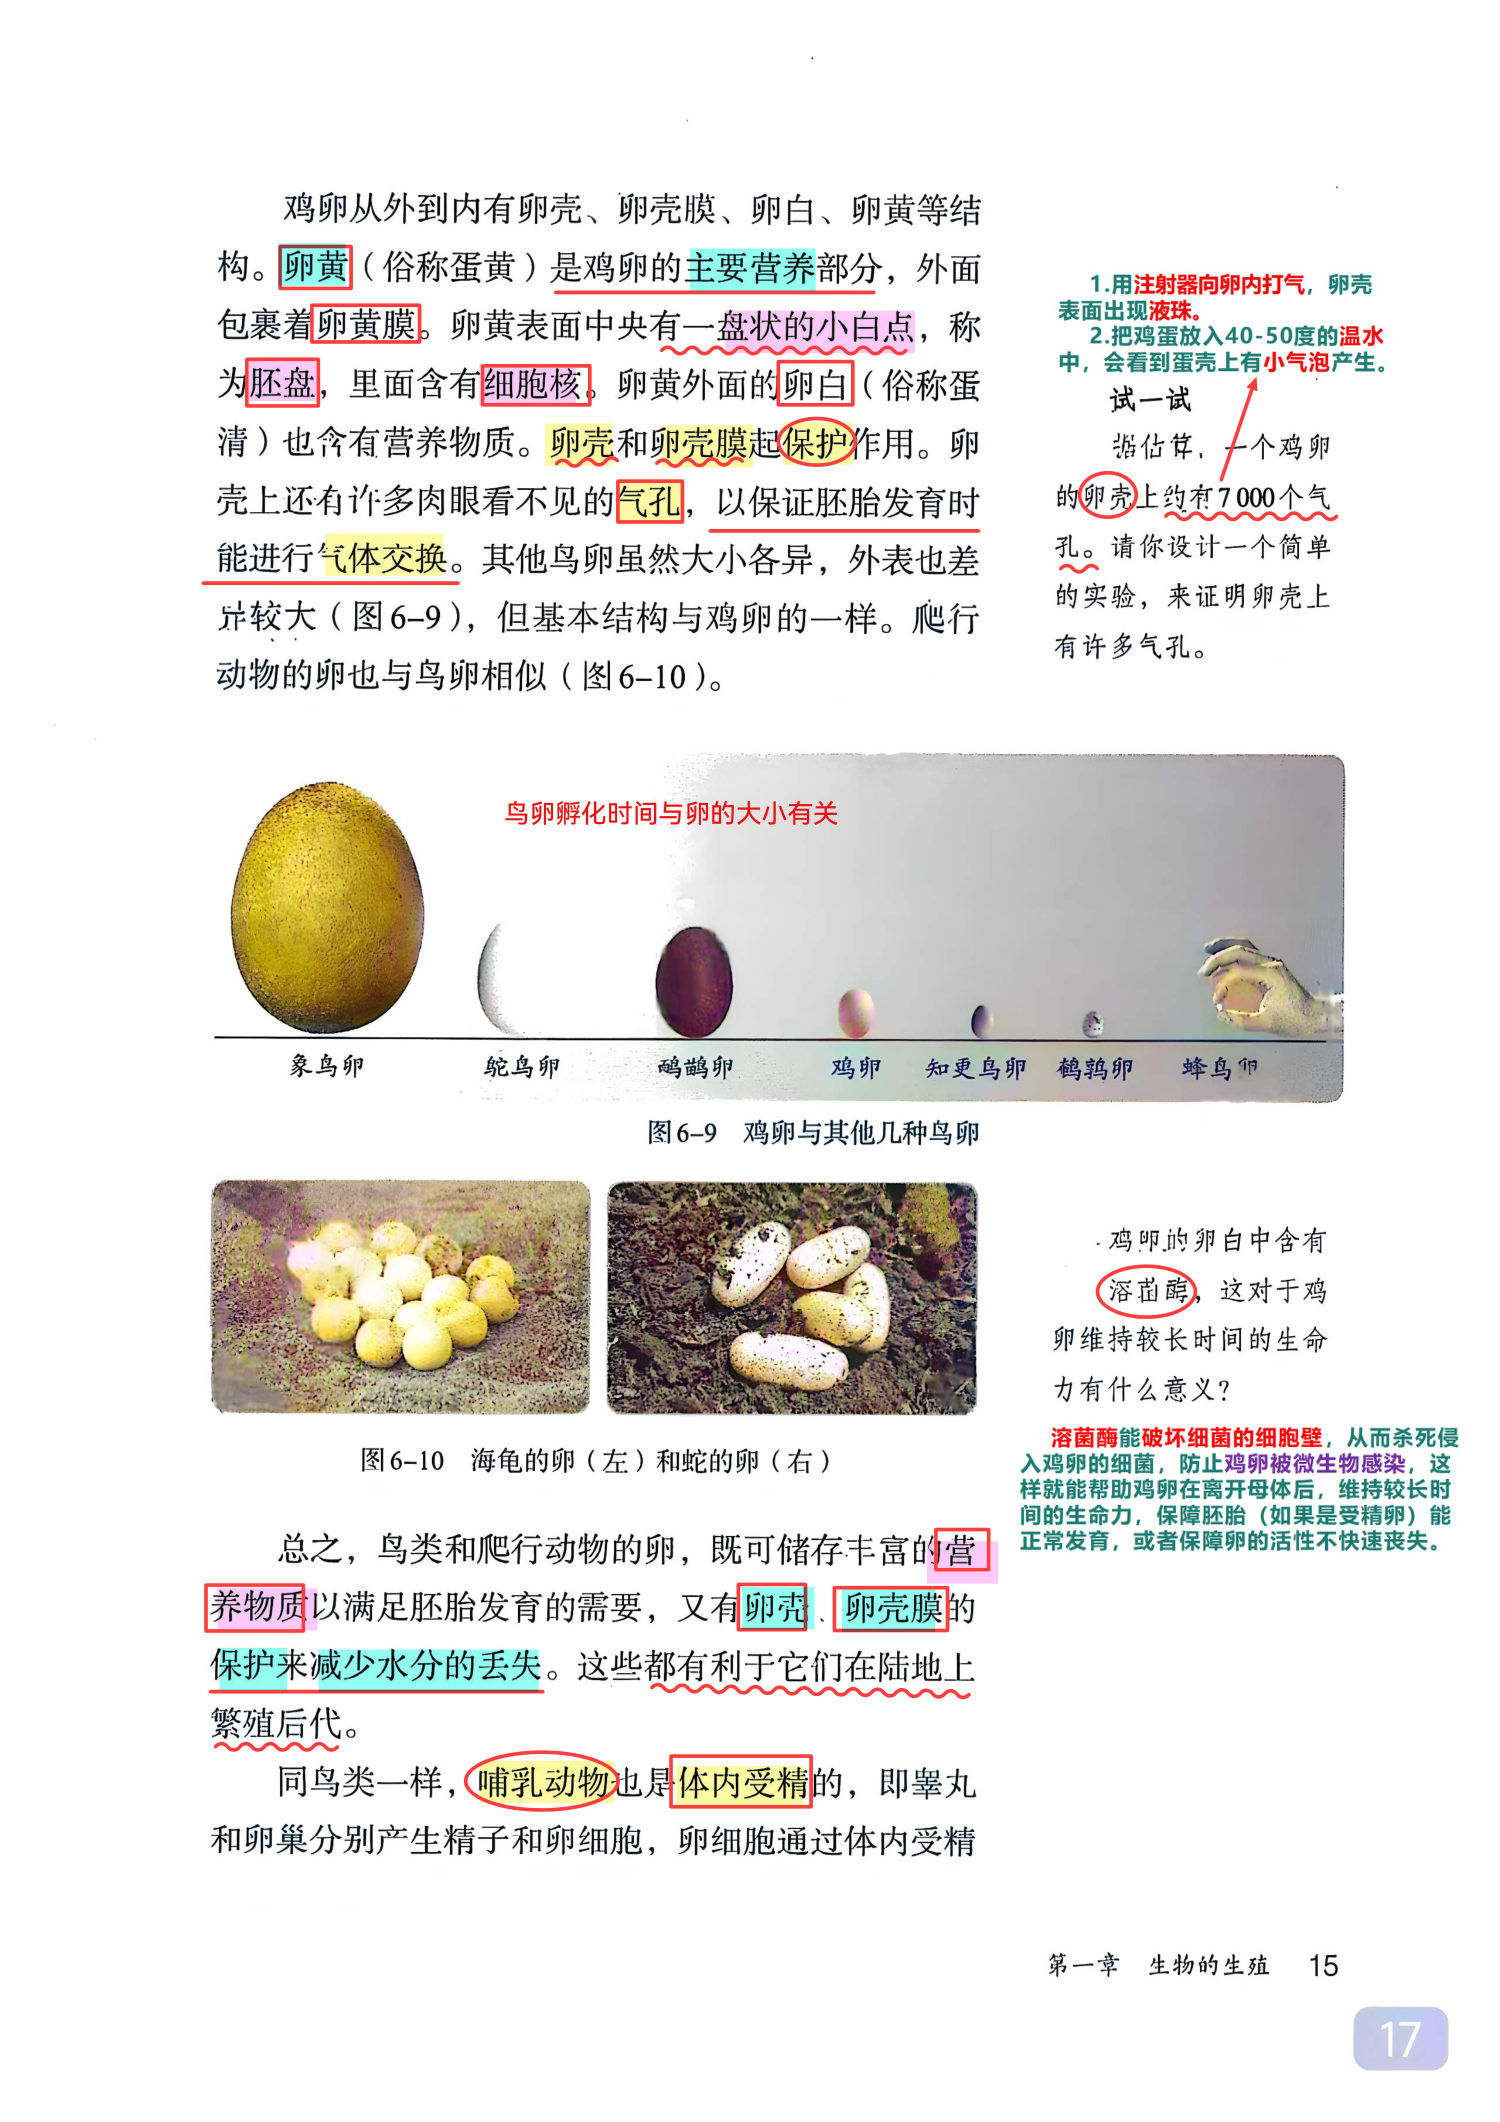 鸡卵从外到内有卵壳、卵壳膜、卵白、卵黄等结
构。卵黄（俗称蛋黄）是鸡卵的主要营养部分，外面
包裹着卵黄膜。卵黄表面中央有一盘状的小白点，称
为胚盘，里面含有细胞核。卵黄外面的卵白（俗称蛋
清）也含有营养物质。卵壳和卵壳膜起保护作用。卵
壳上还有许多肉眼看不见的气孔，以保证胚胎发育时
能进行气体交换。其他鸟卵虽然大小各异，外表也差
异较大（图6-9），但基本结构与鸡卵的一样。爬行
动物的卵也与鸟卵相似（图6-10）。
1.用注射器向卵内打气，卵壳
表面出现液珠。
2.把鸡蛋放入40-50度的温水
中，会看到蛋壳上有小气泡产生。
试一试
据估算，一个鸡卵
的卵壳上约有7 000个气
孔。请你设计一个简单
的实验，来证明卵壳上
有许多气孔。
鸟卵孵化时间与卵的大小有关
象鸟卵 鸵鸟卵 鸸鹋卵 鸡卵 知更鸟卵 鹌鹑卵 蜂鸟卵
图6-9 鸡卵与其他几种鸟卵
图6-10 海龟的卵（左）和蛇的卵（右）
鸡卵的卵白中含有
溶菌酶，这对于鸡
卵维持较长时间的生命
力有什么意义？
溶菌酶能破坏细菌的细胞壁，从而杀死侵
入鸡卵的细菌，防止鸡卵被微生物感染，这
样就能帮助鸡卵在离开母体后，维持较长时
间的生命力，保障胚胎（如果是受精卵）能
正常发育，或者保障卵的活性不快速丧失。
总之，鸟类和爬行动物的卵，既可储存丰富的营
养物质以满足胚胎发育的需要，又有卵壳、卵壳膜的
保护来减少水分的丢失。这些都有利于它们在陆地上
繁殖后代。
同鸟类一样，哺乳动物也是体内受精的，即睾丸
和卵巢分别产生精子和卵细胞，卵细胞通过体内受精
第一章 生物的生殖 15
17